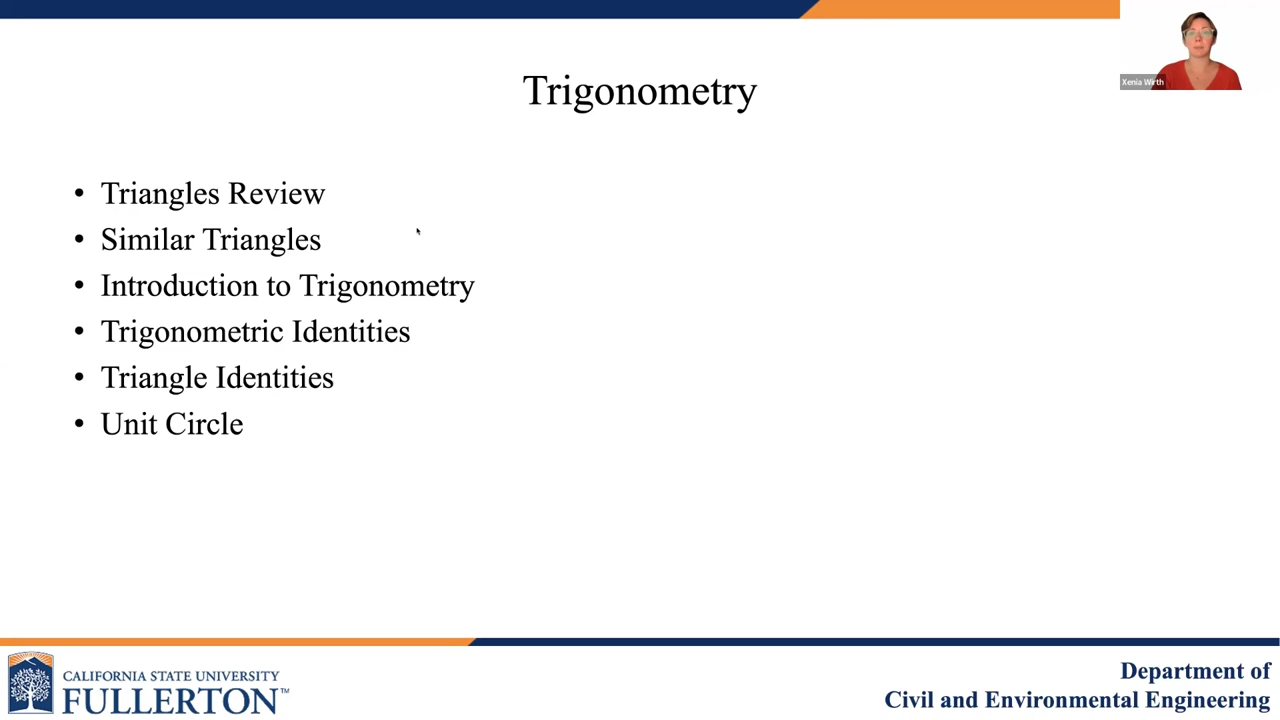 Trigonometry
Xenia Wirth
• Triangles Review
• Similar Triangles
• Introduction to Trigonometry
• Trigonometric Identities
• Triangle Identities
• Unit Circle
CALIFORNIA STATE UNIVERSITY
FULLERTON™
Department of
Civil and Environmental Engineering